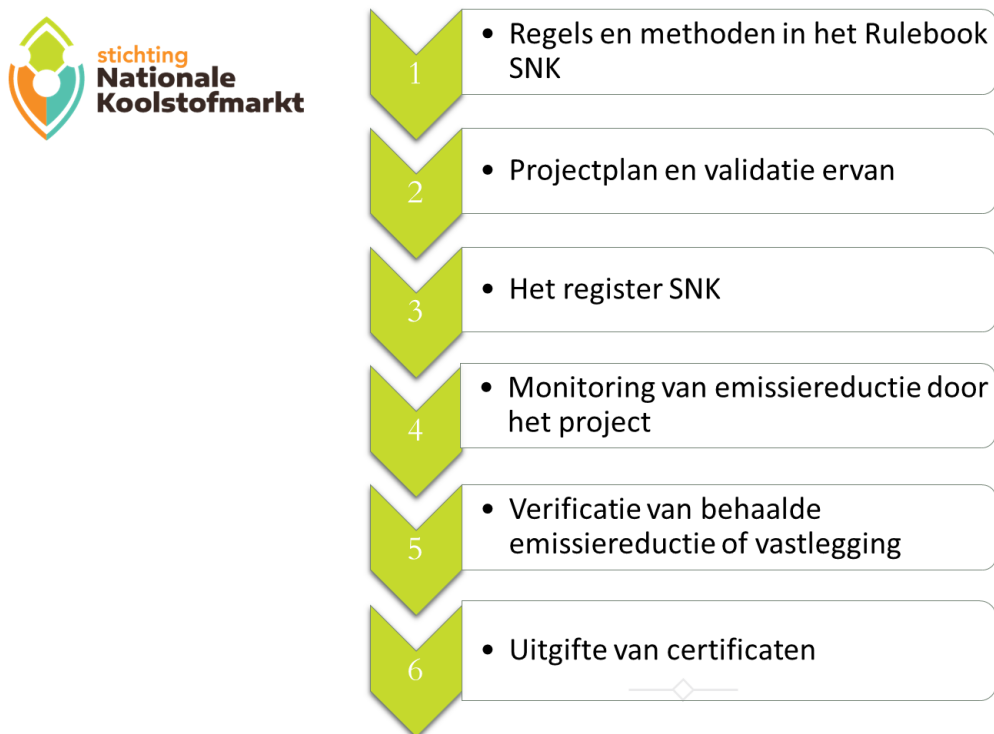 stichting
Nationale
Koolstofmarkt
1
• Regels en methoden in het Rulebook
SNK
2
• Projectplan en validatie ervan
3
• Het register SNK
4
• Monitoring van emissiereductie door
het project
5
• Verificatie van behaalde
emissiereductie of vastlegging
6
• Uitgifte van certificaten